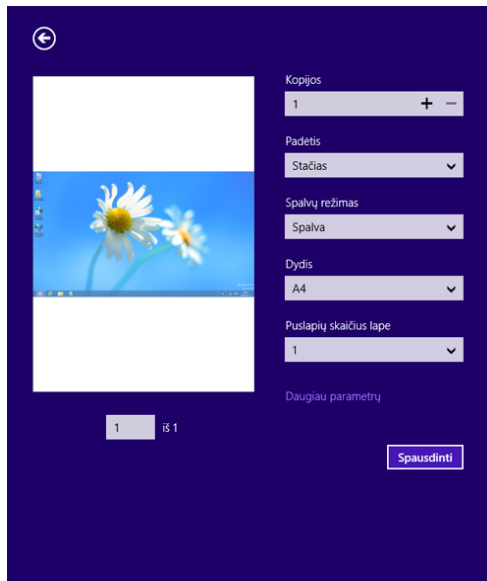 Kopijos
1
Padėtis
Stačias
Spalvų režimas
Spalva
Dydis
A4
Puslapių skaičius lape
1
Daugiau parametrų
1 iš 1
Spausdinti